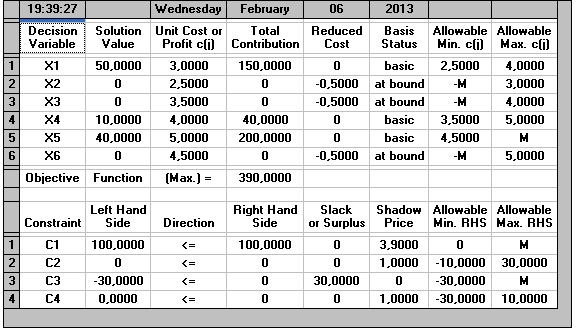 19:39:27 Wednesday February 06 2013
Decision Solution Unit Cost or Total Reduced Basis Allowable Allowable
Variable Value Profit c(j) Contribution Cost Status Min. c(j) Max. c(j)
1 X1 50,0000 3,0000 150,0000 0 basic 2,5000 4,0000
2 X2 0 2,5000 0 -0,5000 at bound -M 3,0000
3 X3 0 3,5000 0 -0,5000 at bound -M 4,0000
4 X4 10,0000 4,0000 40,0000 0 basic 3,5000 5,0000
5 X5 40,0000 5,0000 200,0000 0 basic 4,5000 M
6 X6 0 4,5000 0 -0,5000 at bound -M 5,0000
Objective Function (Max.) = 390,0000
Left Hand Right Hand Slack Shadow Allowable Allowable
Constraint Side Direction Side or Surplus Price Min. RHS Max. RHS
1 C1 100,0000 <= 100,0000 0 3,9000 0 M
2 C2 0 <= 0 0 1,0000 -10,0000 30,0000
3 C3 -30,0000 <= 0 30,0000 0 -30,0000 M
4 C4 0,0000 <= 0 0 1,0000 -30,0000 10,0000